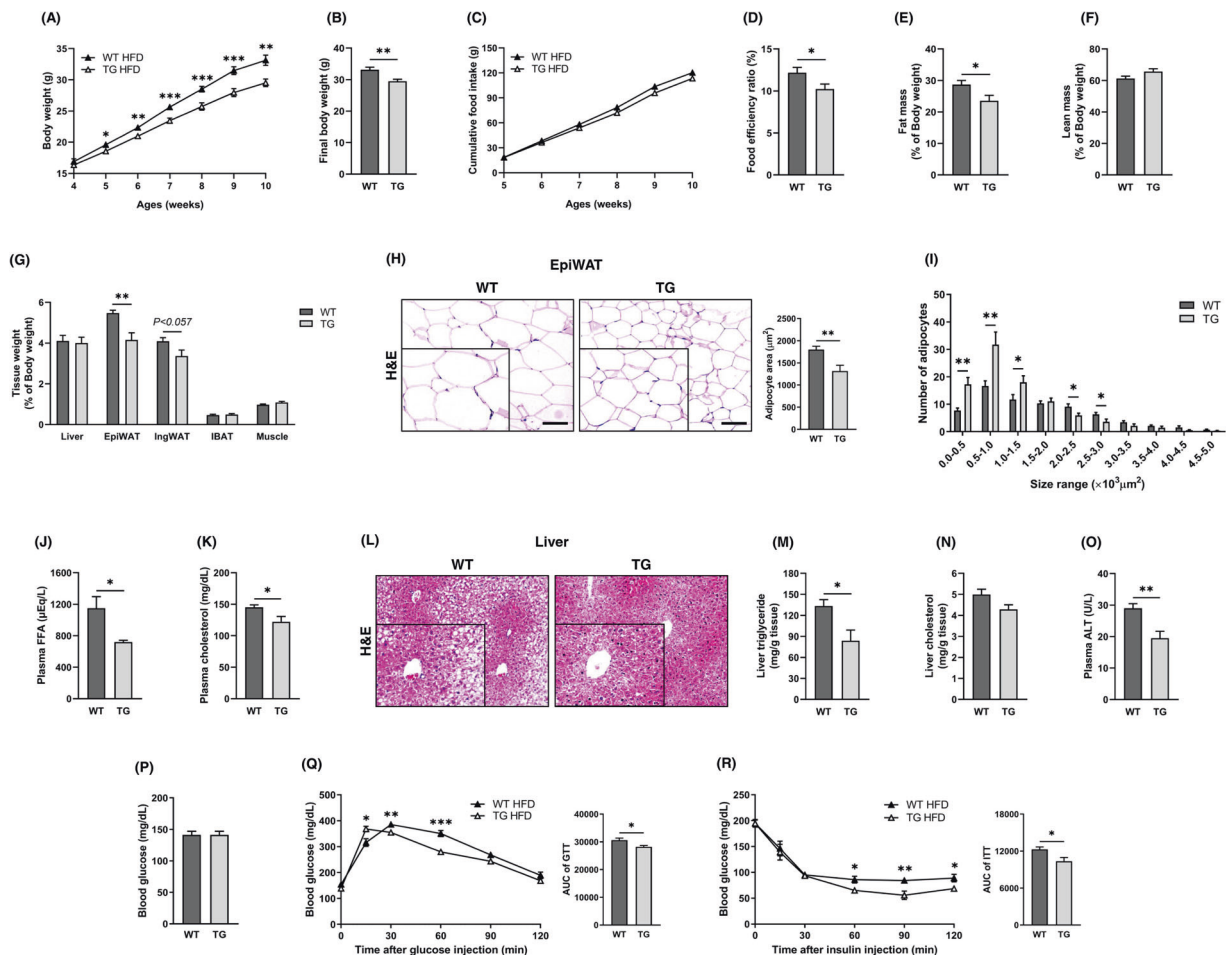 (A)
Body weight (g)
35
30
25
20
15
WT HFD
TG HFD
*
**
***
***
***
**
4 5 6 7 8 9 10
Ages (weeks)
(B)
Final body weight (g)
40
30
20
10
0
**
WT TG
(C)
Cumulative food intake (g)
150
120
90
60
30
0
WT HFD
TG HFD
5 6 7 8 9 10
Ages (weeks)
(D)
Food efficiency ratio (%)
15
10
5
0
*
WT TG
(E)
Fat mass
(% of Body weight)
40
30
20
10
0
*
WT TG
(F)
Lean mass
(% of Body weight)
80
60
40
20
0
WT TG
(G)
Tissue weight
(% of Body weight)
6
4
2
0
**
P<0.057
WT
TG
Liver EpiWAT IngWAT IBAT Muscle
(H)
EpiWAT
WT TG
H&E
Adipocyte area (μm2)
2500
2000
1500
1000
500
0
**
WT TG
(I)
Number of adipocytes
50
40
30
20
10
0
**
**
*
*
*
WT
TG
0.0-0.5
0.5-1.0
1.0-1.5
1.5-2.0
2.0-2.5
2.5-3.0
3.0-3.5
3.5-4.0
4.0-4.5
4.5-5.0
Size range (×10³μm²)
(J)
Plasma FFA (μEq/L)
1600
1200
800
400
0
*
WT TG
(K)
Plasma cholesterol (mg/dL)
200
150
100
50
0
*
WT TG
(L)
Liver
WT TG
H&E
(M)
Liver triglyceride
(mg/g tissue)
180
150
120
90
60
30
0
*
WT TG
(N)
Liver cholesterol
(mg/g tissue)
6
5
4
3
2
1
0
WT TG
(O)
Plasma ALT (U/L)
40
30
20
10
0
**
WT TG
(P)
Blood glucose (mg/dL)
200
150
100
50
0
WT TG
(Q)
Blood glucose (mg/dL)
500
400
300
200
100
0
*
**
***
WT HFD
TG HFD
0 30 60 90 120
Time after glucose injection (min)
AUC of GTT
40000
30000
20000
10000
0
*
WT TG
(R)
Blood glucose (mg/dL)
250
200
150
100
50
0
WT HFD
TG HFD
*
**
*
0 30 60 90 120
Time after insulin injection (min)
AUC of ITT
18000
12000
6000
0
*
WT TG